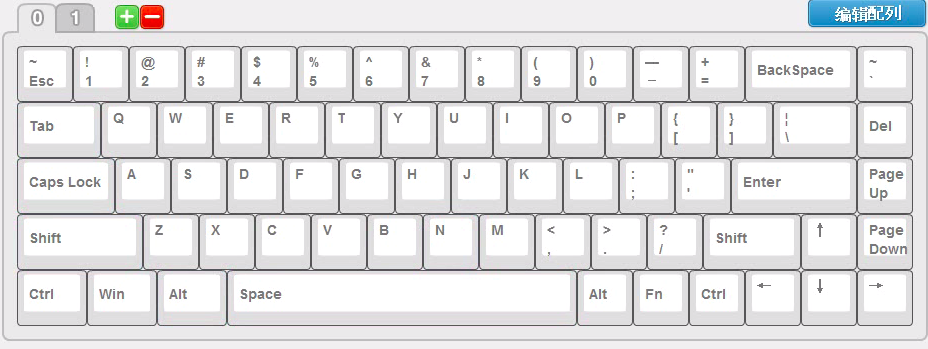 0 1 + − 编辑配列
~ ! @ # $ % ^ & * ( ) — + ~
Esc 1 2 3 4 5 6 7 8 9 0 – = BackSpace `
Tab Q W E R T Y U I O P { } ¦ Del
[ ] \
Caps Lock A S D F G H J K L : " Enter Page
; ' Up
Shift Z X C V B N M < > ? Shift ↑ Page
, . / Down
Ctrl Win Alt Space Alt Fn Ctrl ← ↓ →